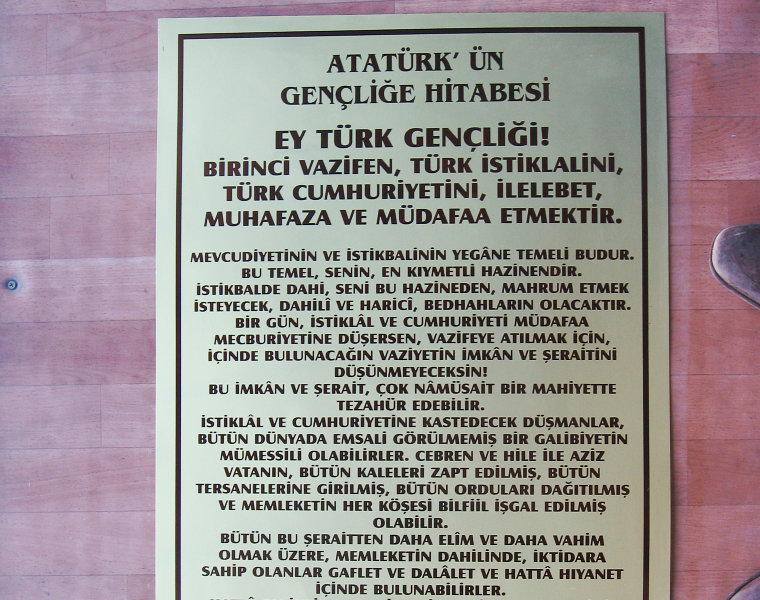 ATATÜRK' ÜN
GENÇLİĞE HİTABESİ
EY TÜRK GENÇLİĞİ!
BİRİNCİ VAZİFEN, TÜRK İSTİKLALİNİ,
TÜRK CUMHURİYETİNİ, İLELEBET,
MUHAFAZA VE MÜDAFAA ETMEKTİR.
MEVCUDİYETİNİN VE İSTİKBALİNİN YEGÂNE TEMELİ BUDUR.
BU TEMEL, SENİN, EN KIYMETLİ HAZİNENDİR.
İSTİKBALDE DAHİ, SENİ BU HAZİNEDEN, MAHRUM ETMEK
İSTEYECEK, DAHİLÎ VE HARİCÎ, BEDHAHLARIN OLACAKTIR.
BİR GÜN, İSTİKLÂL VE CUMHURİYETİ MÜDAFAA
MECBURİYETİNE DÜŞERSEN, VAZİFEYE ATILMAK İÇİN,
İÇİNDE BULUNACAĞIN VAZİYETİN İMKÂN VE ŞERAİTİNİ
DÜŞÜNMEYECEKSİN!
BU İMKÂN VE ŞERAİT, ÇOK NÂMÜSAİT BİR MAHİYETTE
TEZAHÜR EDEBİLİR.
İSTİKLÂL VE CUMHURİYETİNE KASTEDECEK DÜŞMANLAR,
BÜTÜN DÜNYADA EMSALİ GÖRÜLMEMİŞ BİR GALİBİYETİN
MÜMESSİLİ OLABİLİRLER. CEBREN VE HİLE İLE AZİZ
VATANIN, BÜTÜN KALELERİ ZAPT EDİLMİŞ, BÜTÜN
TERSANELERİNE GİRİLMİŞ, BÜTÜN ORDULARI DAĞITILMIŞ
VE MEMLEKETİN HER KÖŞESİ BİLFİİL İŞGAL EDİLMİŞ
OLABİLİR.
BÜTÜN BU ŞERAİTTEN DAHA ELÎM VE DAHA VAHİM
OLMAK ÜZERE, MEMLEKETİN DAHİLİNDE, İKTİDARA
SAHİP OLANLAR GAFLET VE DALÂLET VE HATTÂ HIYANET
İÇİNDE BULUNABİLİRLER.